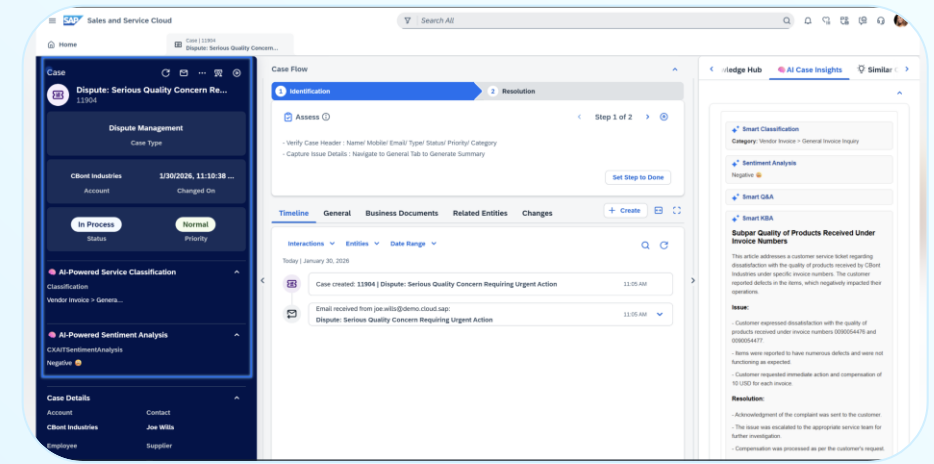 SAP Sales and Service Cloud
Search All
Home
Case | 11904
Dispute: Serious Quality Concern...
Case
Dispute: Serious Quality Concern Re...
11904
Dispute Management
Case Type
CBont Industries
Account
1/30/2026, 11:10:38 ...
Changed On
In Process
Status
Normal
Priority
AI-Powered Service Classification
Classification
Vendor Invoice > Genera...
AI-Powered Sentiment Analysis
CXAITSentimentAnalysis
Negative 😞
Case Details
Account
Contact
CBont Industries
Joe Wills
Employee
Supplier
Case Flow
1 Identification
2 Resolution
Assess
Step 1 of 2
- Verify Case Header : Name/ Mobile/ Email/ Type/ Status/ Priority/ Category
- Capture Issue Details : Navigate to General Tab to Generate Summary
Set Step to Done
Timeline
General
Business Documents
Related Entities
Changes
+ Create
Interactions
Entities
Date Range
Today | January 30, 2026
Case created: 11904 | Dispute: Serious Quality Concern Requiring Urgent Action
11:05 AM
Email received from joe.wills@demo.cloud.sap:
Dispute: Serious Quality Concern Requiring Urgent Action
11:05 AM
vledge Hub
AI Case Insights
Similar C
Smart Classification
Category: Vendor Invoice > General Invoice Inquiry
Sentiment Analysis
Negative 😞
Smart Q&A
Smart KBA
Subpar Quality of Products Received Under
Invoice Numbers
This article addresses a customer service ticket regarding
dissatisfaction with the quality of products received by CBont
Industries under specific invoice numbers. The customer
reported defects in the items, which negatively impacted their
operations.
Issue:
- Customer expressed dissatisfaction with the quality of
products received under invoice numbers 0090054476 and
0090054477.
- Items were reported to have numerous defects and were not
functioning as expected.
- Customer requested immediate action and compensation of
10 USD for each invoice.
Resolution:
- Acknowledgment of the complaint was sent to the customer.
- The issue was escalated to the appropriate service team for
further investigation.
- Compensation was processed as per the customer's request.